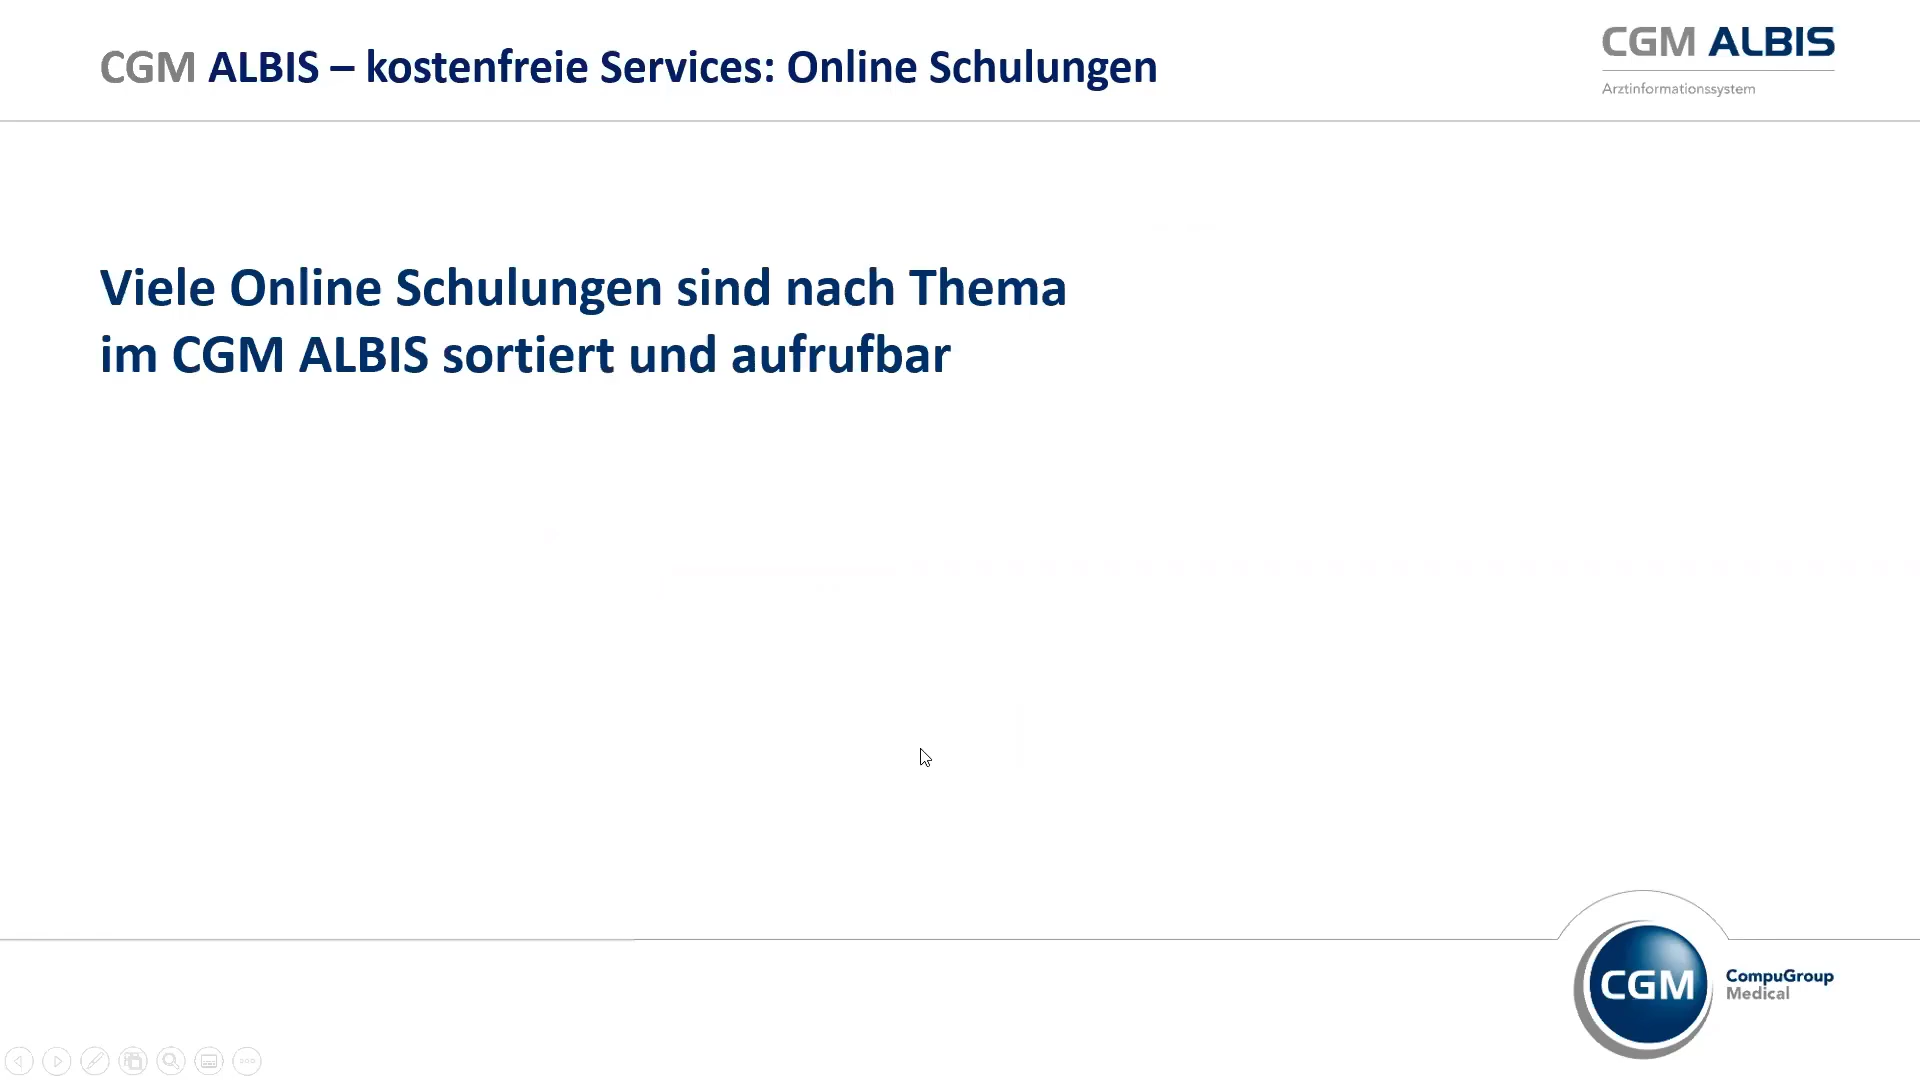 CGM ALBIS – kostenfreie Services: Online Schulungen
CGM ALBIS
Arztinformationssystem
Viele Online Schulungen sind nach Thema
im CGM ALBIS sortiert und aufrufbar
CGM
CompuGroup
Medical